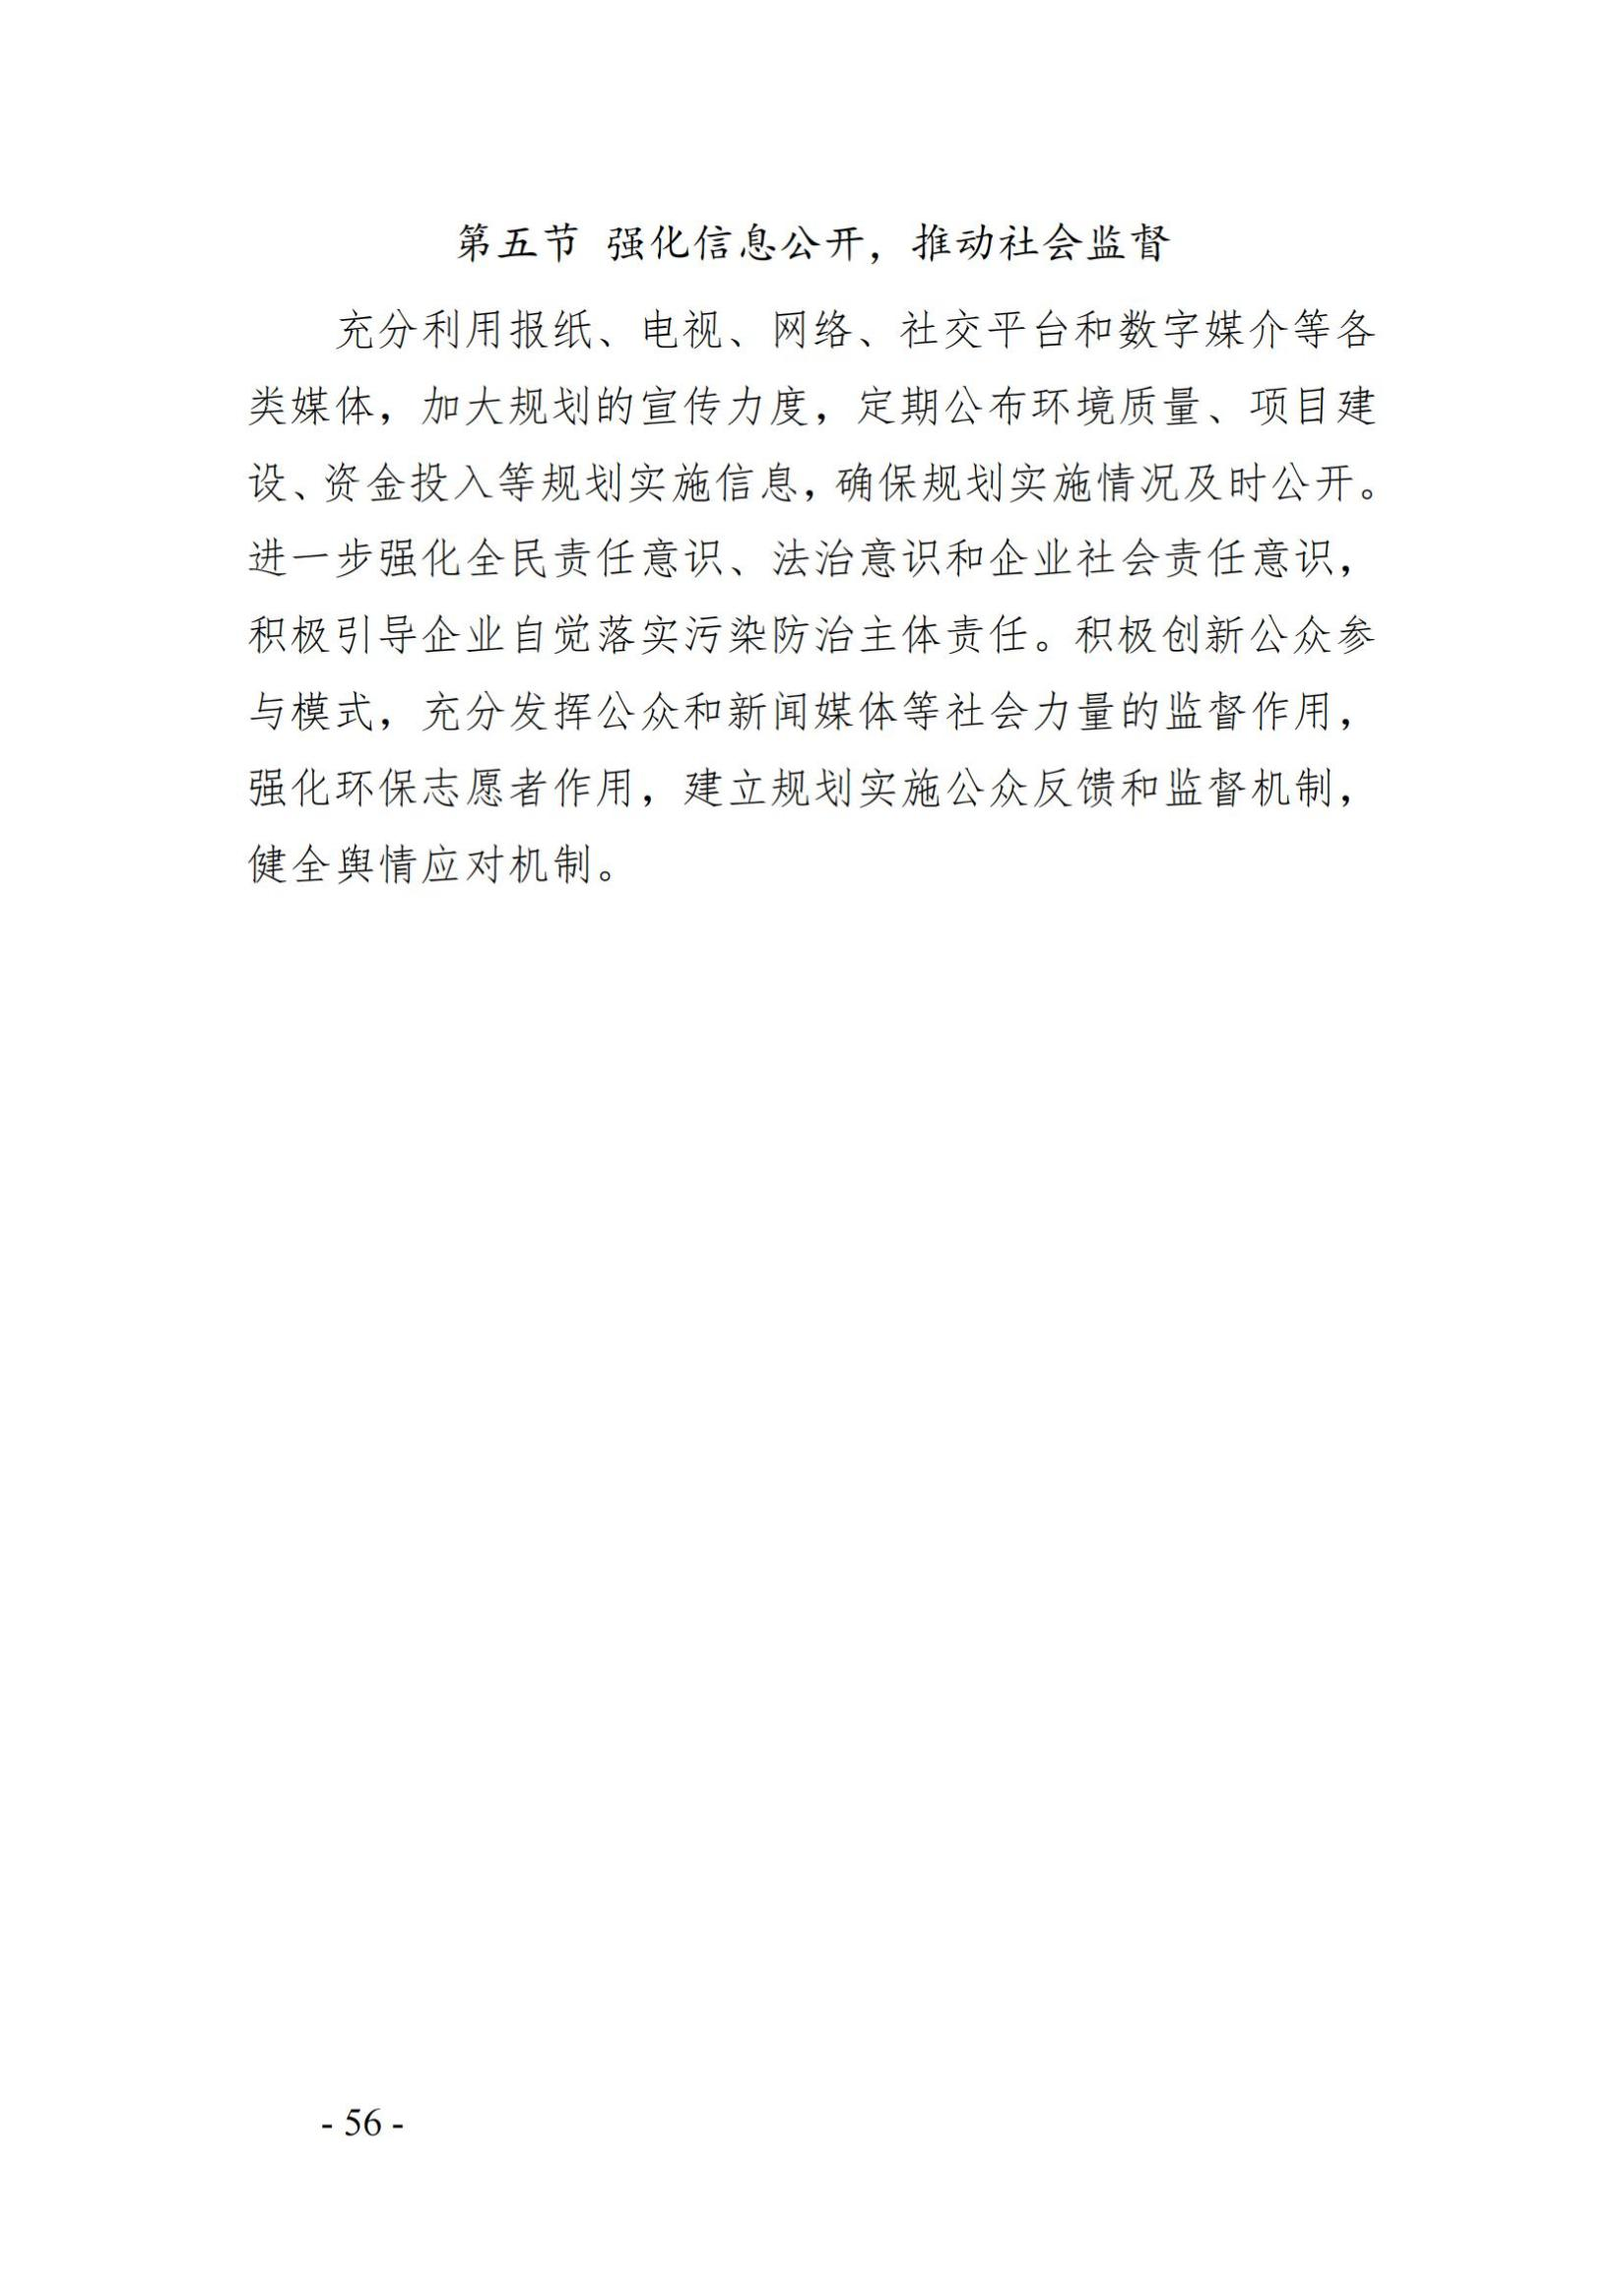 第五节 强化信息公开，推动社会监督
充分利用报纸、电视、网络、社交平台和数字媒介等各
类媒体，加大规划的宣传力度，定期公布环境质量、项目建
设、资金投入等规划实施信息，确保规划实施情况及时公开。
进一步强化全民责任意识、法治意识和企业社会责任意识，
积极引导企业自觉落实污染防治主体责任。积极创新公众参
与模式，充分发挥公众和新闻媒体等社会力量的监督作用，
强化环保志愿者作用，建立规划实施公众反馈和监督机制，
健全舆情应对机制。
- 56 -